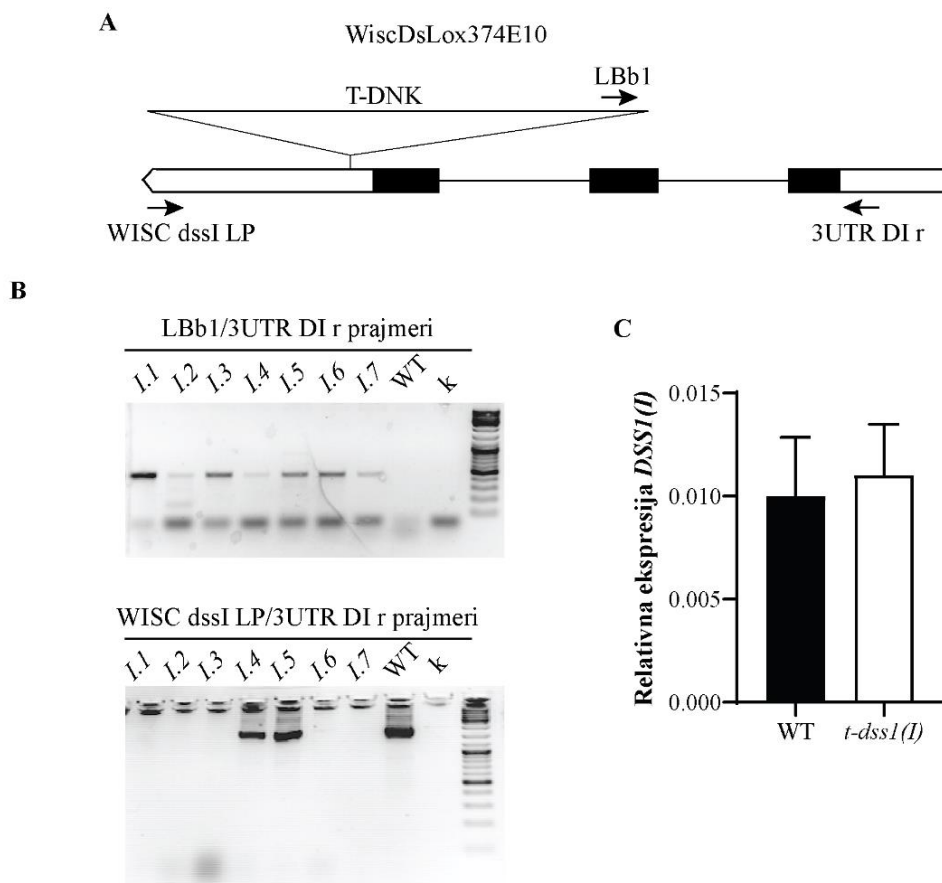 A
WiscDsLox374E10
LBb1
T-DNK
WISC dssI LP
3UTR DI r
B
LBb1/3UTR DI r prajmeri
I.1 I.2 I.3 I.4 I.5 I.6 I.7 WT k
WISC dssI LP/3UTR DI r prajmeri
I.1 I.2 I.3 I.4 I.5 I.6 I.7 WT k
C
Relativna ekspresija DSS1(I)
0.015
0.010
0.005
0.000
WT t-dss1(I)